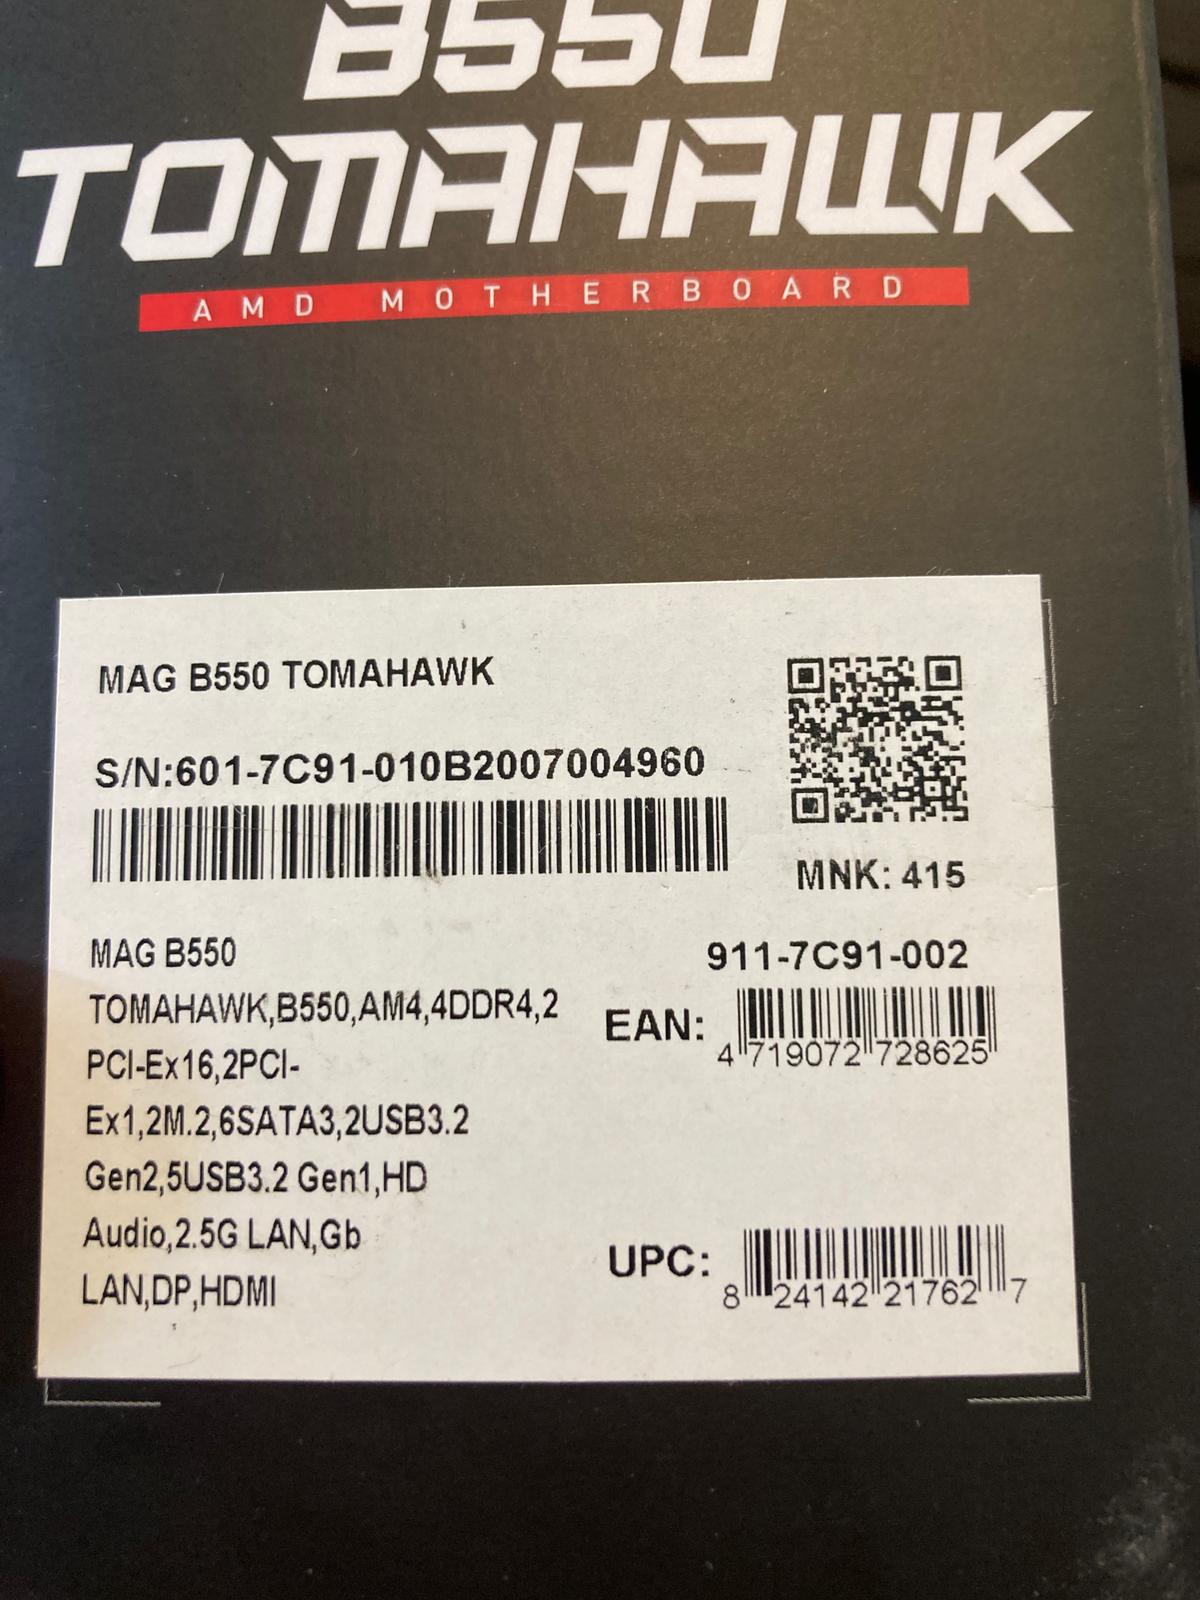 B550
TOMAHAWK
AMD MOTHERBOARD
MAG B550 TOMAHAWK
S/N:601-7C91-010B2007004960
MNK: 415
MAG B550
TOMAHAWK,B550,AM4,4DDR4,2
PCI-Ex16,2PCI-
Ex1,2M.2,6SATA3,2USB3.2
Gen2,5USB3.2 Gen1,HD
Audio,2.5G LAN,Gb
LAN,DP,HDMI
911-7C91-002
EAN:
4 719072 728625
UPC:
8 24142 21762 7